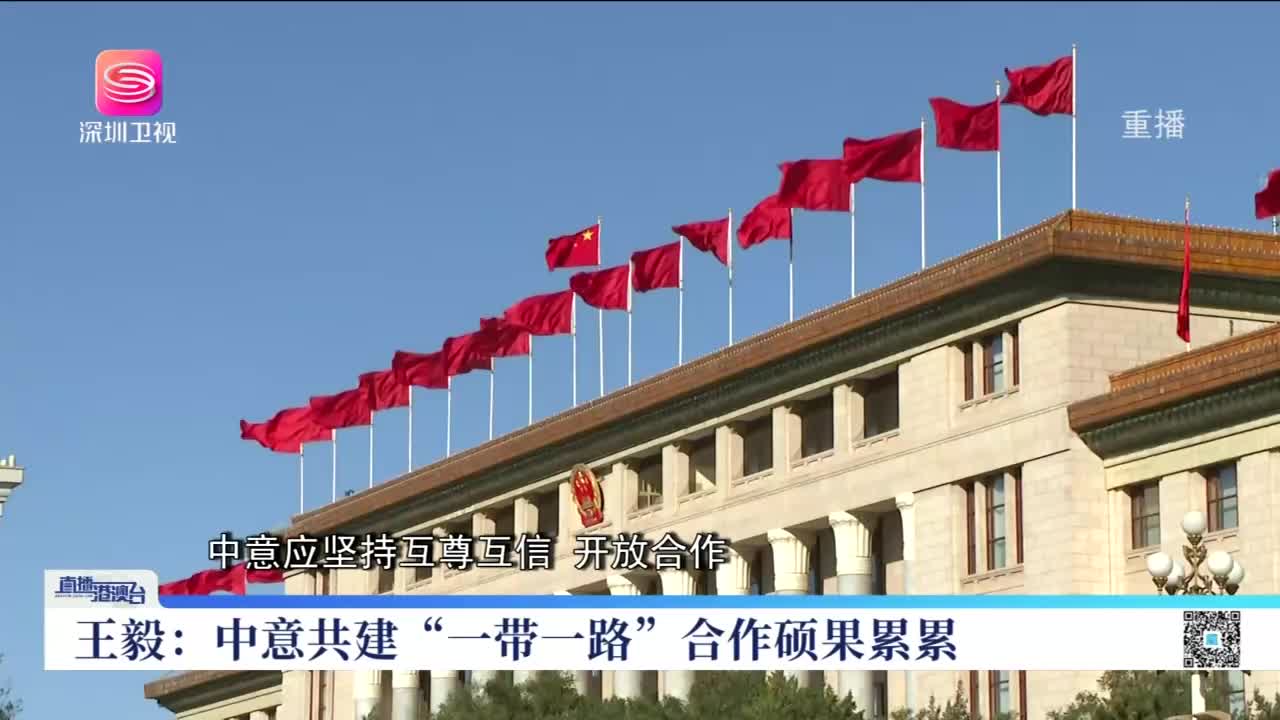 深圳卫视
重播
中意应坚持互尊互信 开放合作
直播港澳台
王毅：中意共建“一带一路”合作硕果累累